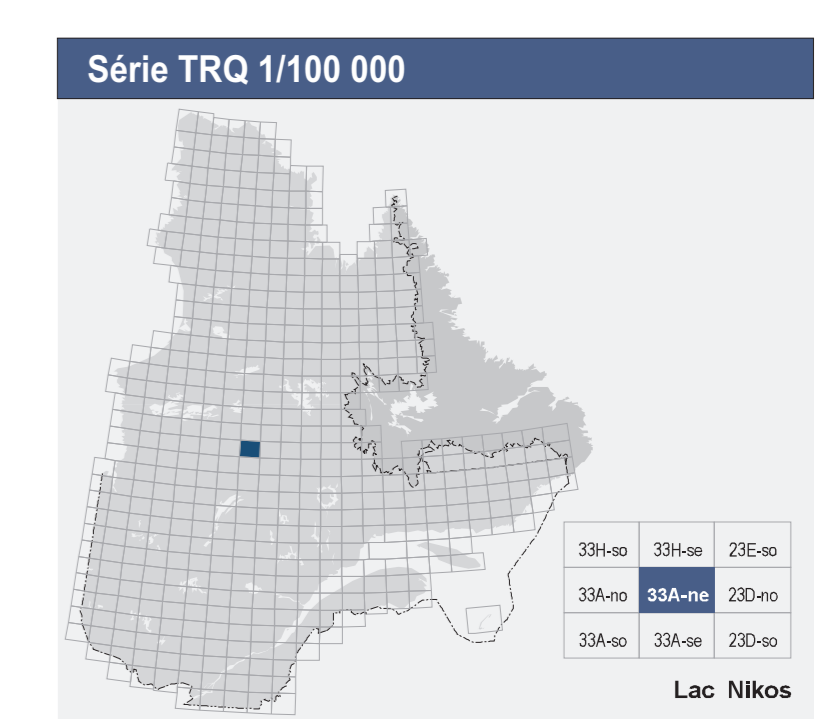 Série TRQ 1/100 000
33H-so 33H-se 23E-so
33A-no 33A-ne 23D-no
33A-so 33A-se 23D-so
Lac Nikos